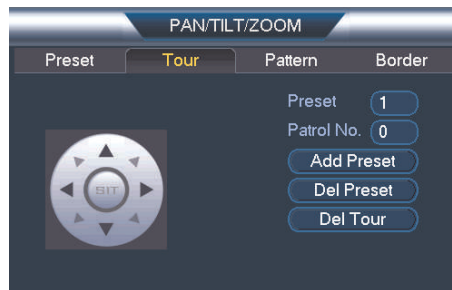 PAN/TILT/ZOOM
Preset Tour Pattern Border
Preset 1
Patrol No. 0
SIT
Add Preset
Del Preset
Del Tour